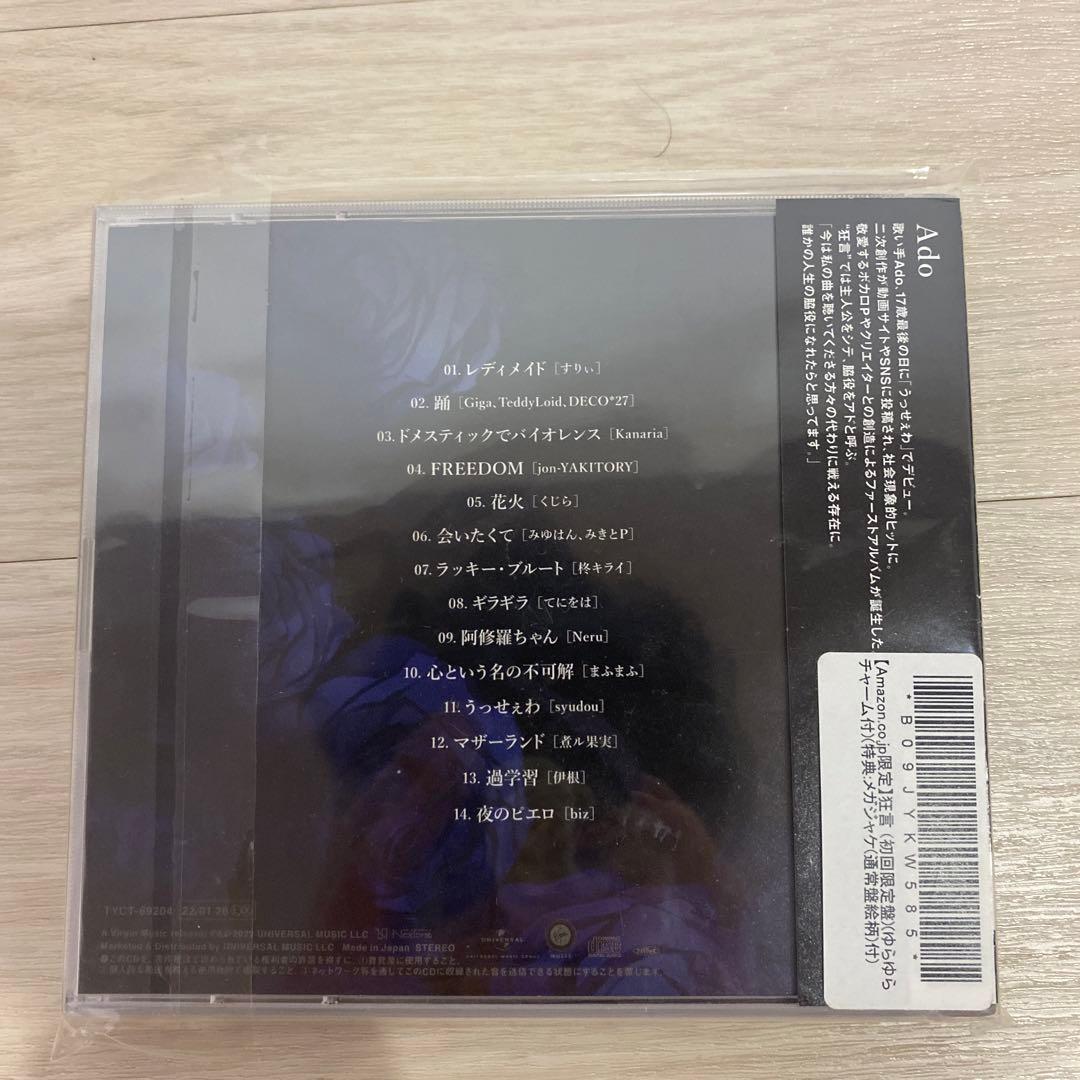 01. レディメイド [すりぃ]
02. 踊 [Giga、TeddyLoid、DECO*27]
03.ドメスティックでバイオレンス [Kanaria]
04. FREEDOM [jon-YAKITORY]
05. 花火 [くじら]
06. 会いたくて [みゆはん、みきとP]
07. ラッキー・ブルート [柊キライ]
08. ギラギラ [てにをは]
09. 阿修羅ちゃん [Neru]
10. 心という名の不可解 [まふまふ]
11. うっせぇわ [syudou]
12. マザーランド [煮ル果実]
13. 過学習 [伊根]
14. 夜のピエロ [biz]
TYCT-69204
UNIVERSAL MUSIC LLC
Marketed & Distributed by UNIVERSAL MUSIC LLC Made in Japan STEREO
UNIVERSAL
Ado
歌い手Ado、17歳最後の日に「うっせぇわ」でデビュー。
二次創作が動画サイトやSNSに投稿され、社会現象的ヒットに。
敬愛するボカロPやクリエイターとの創造によるファーストアルバムが誕生した
"狂言"では主人公をシテ、脇役をアドと呼ぶ。
「今は私の曲を聴いてくださる方々の代わりに戦える存在に。
誰かの人生の脇役になれたらと思ってます。」
*B09JYKW585*
【Amazon.co.jp限定】狂言 (初回限定盤)(ゆらゆら
チャーム付)(特典:メガジャケ(通常盤絵柄)付)